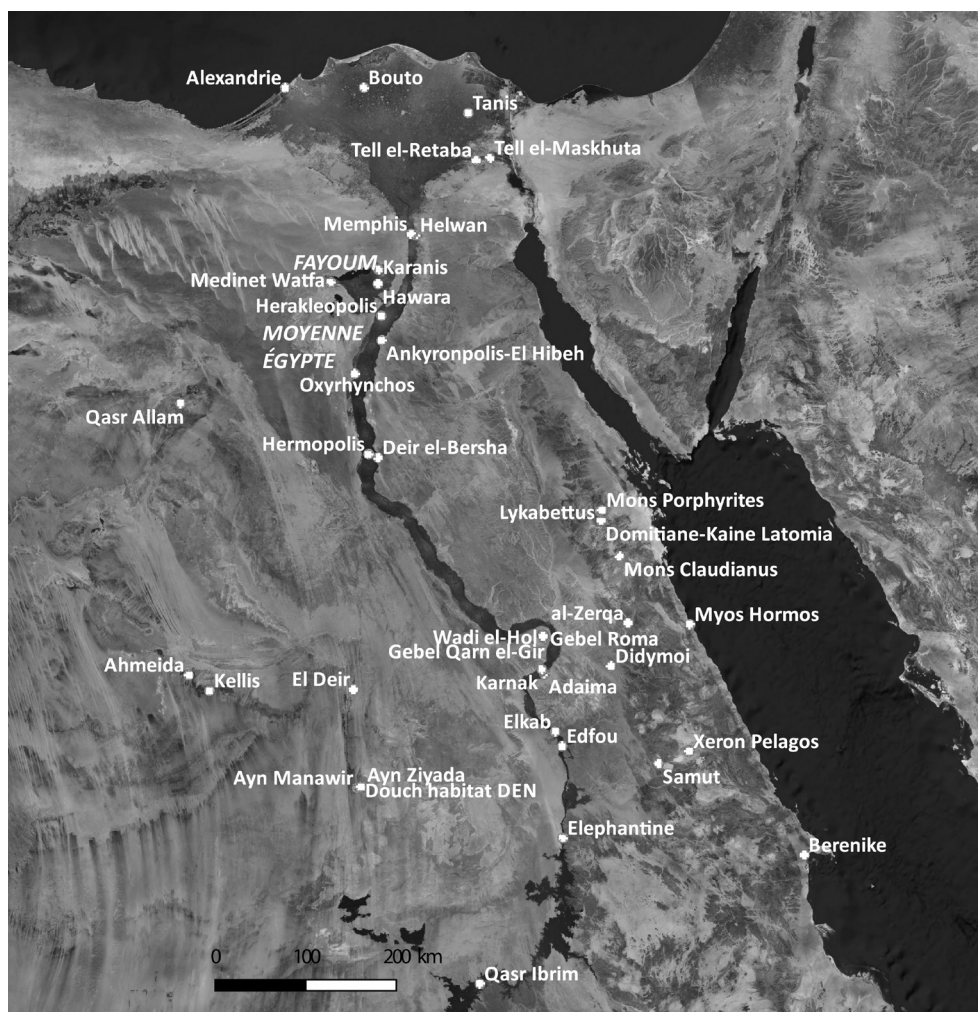 Alexandrie
Bouto
Tanis
Tell el-Retaba
Tell el-Maskhuta
Memphis
Helwan
FAYOUM
Karanis
Medinet Watfa
Hawara
Herakleopolis
MOYENNE
ÉGYPTE
Ankyronpolis-El Hibeh
Oxyrhynchos
Qasr Allam
Hermopolis
Deir el-Bersha
Mons Porphyrites
Lykabettus
Domitiane-Kaine Latomia
Mons Claudianus
al-Zerqa
Myos Hormos
Wadi el-Hol
Gebel Roma
Gebel Qarn el-Gir
Didymoi
Ahmeida
Kellis
El Deir
Karnak
Adaima
Elkab
Edfou
Xeron Pelagos
Samut
Ayn Manawir
Ayn Ziyada
Douch habitat DEN
Elephantine
Berenike
0 100 200 km
Qasr Ibrim